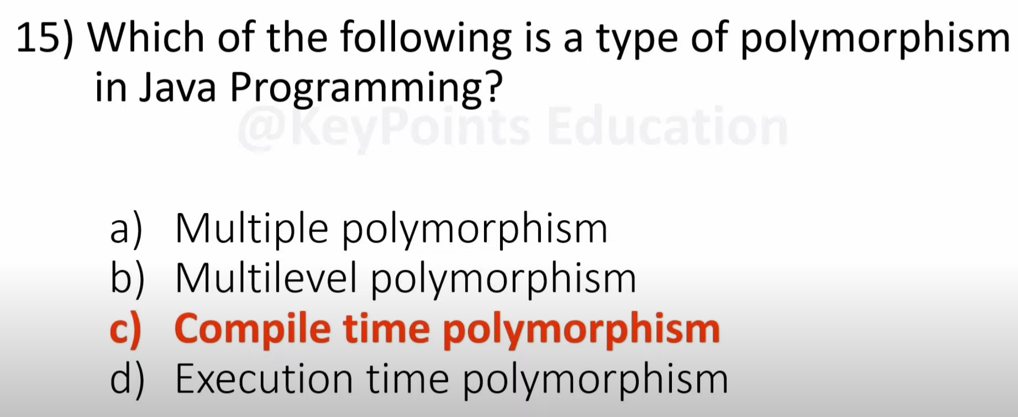 15) Which of the following is a type of polymorphism
in Java Programming?
@KeyPoints Education
a) Multiple polymorphism
b) Multilevel polymorphism
c) Compile time polymorphism
d) Execution time polymorphism